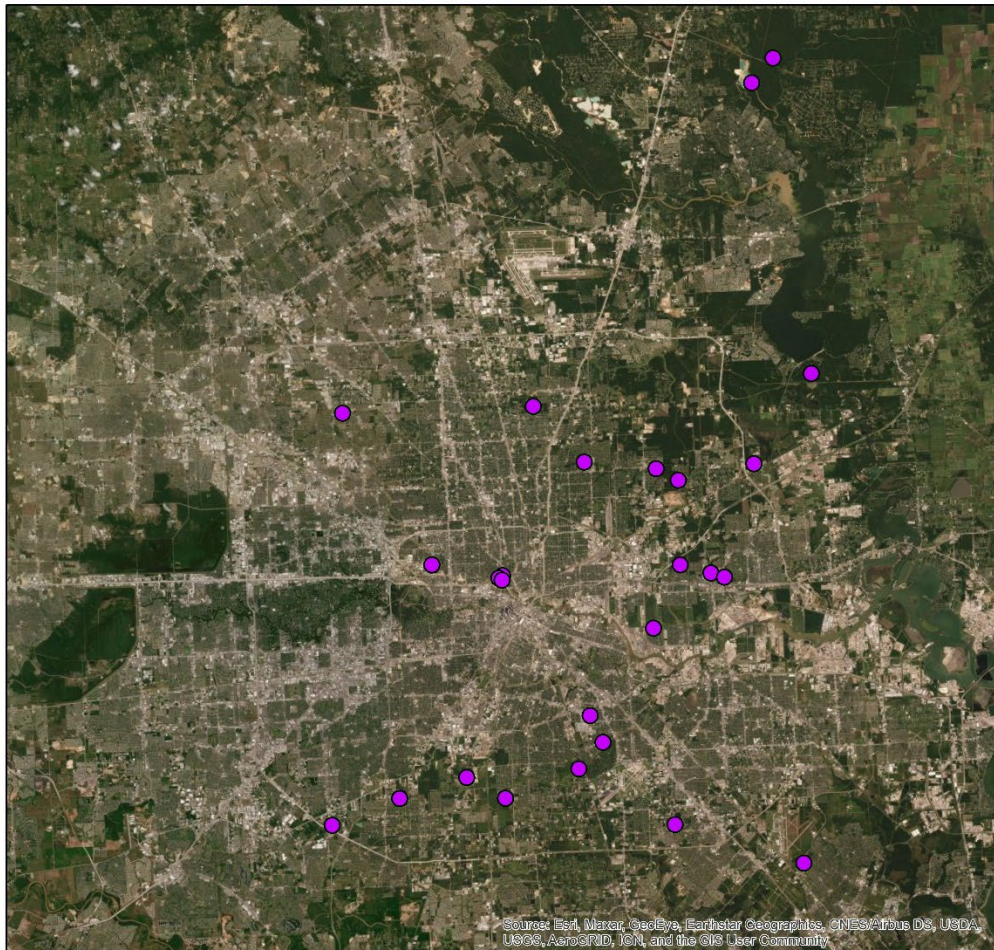 Source: Esri, Maxar, GeoEye, Earthstar Geographics, CNES/Airbus DS, USDA,
USGS, AeroGRID, IGN, and the GIS User Community